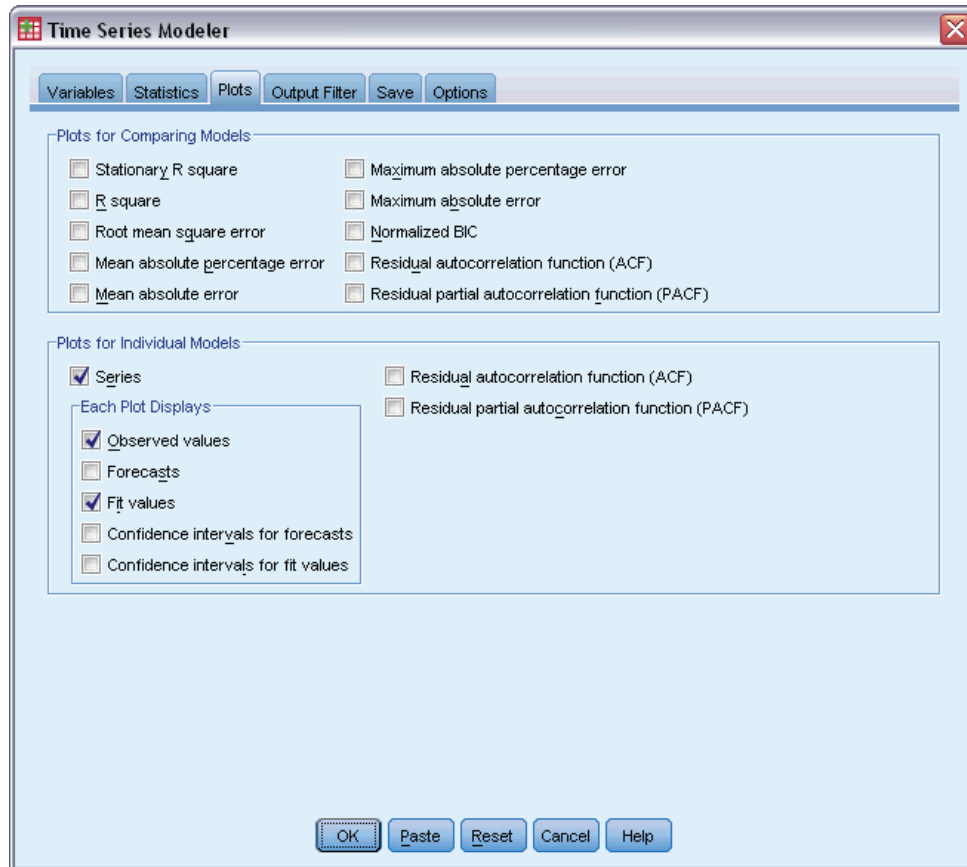 Time Series Modeler
Variables Statistics Plots Output Filter Save Options
Plots for Comparing Models
Stationary R square
R square
Root mean square error
Mean absolute percentage error
Mean absolute error
Maximum absolute percentage error
Maximum absolute error
Normalized BIC
Residual autocorrelation function (ACF)
Residual partial autocorrelation function (PACF)
Plots for Individual Models
Series
Each Plot Displays
Observed values
Forecasts
Fit values
Confidence intervals for forecasts
Confidence intervals for fit values
Residual autocorrelation function (ACF)
Residual partial autocorrelation function (PACF)
OK Paste Reset Cancel Help